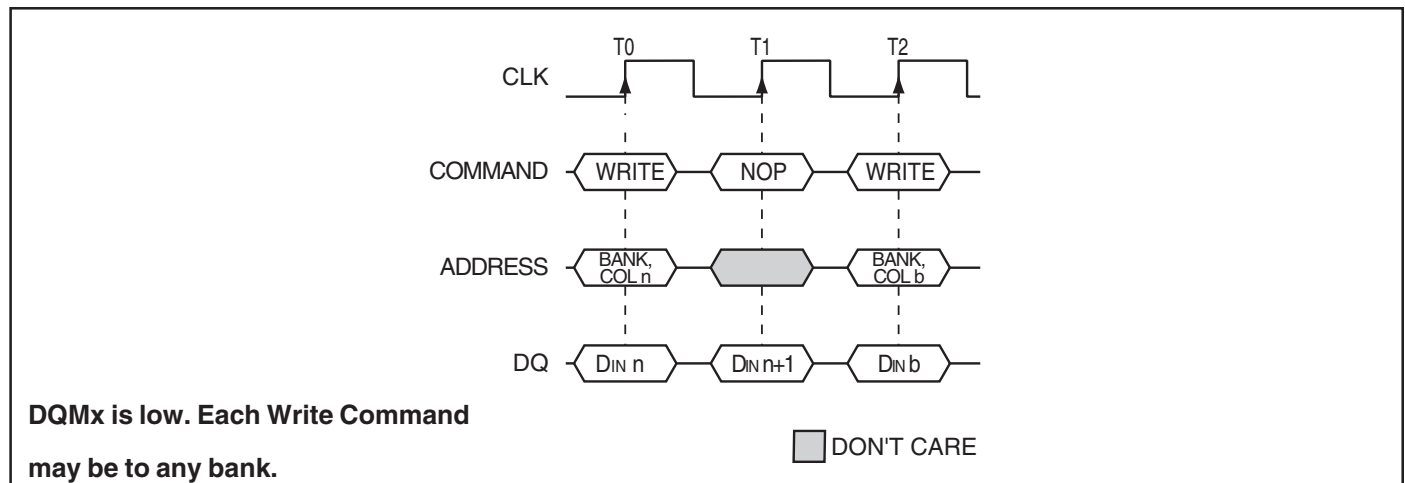 T0 T1 T2
CLK
COMMAND WRITE NOP WRITE
ADDRESS BANK, COL n BANK, COL b
DQ DIN n DIN n+1 DIN b
DQMx is low. Each Write Command
may be to any bank.
DON'T CARE